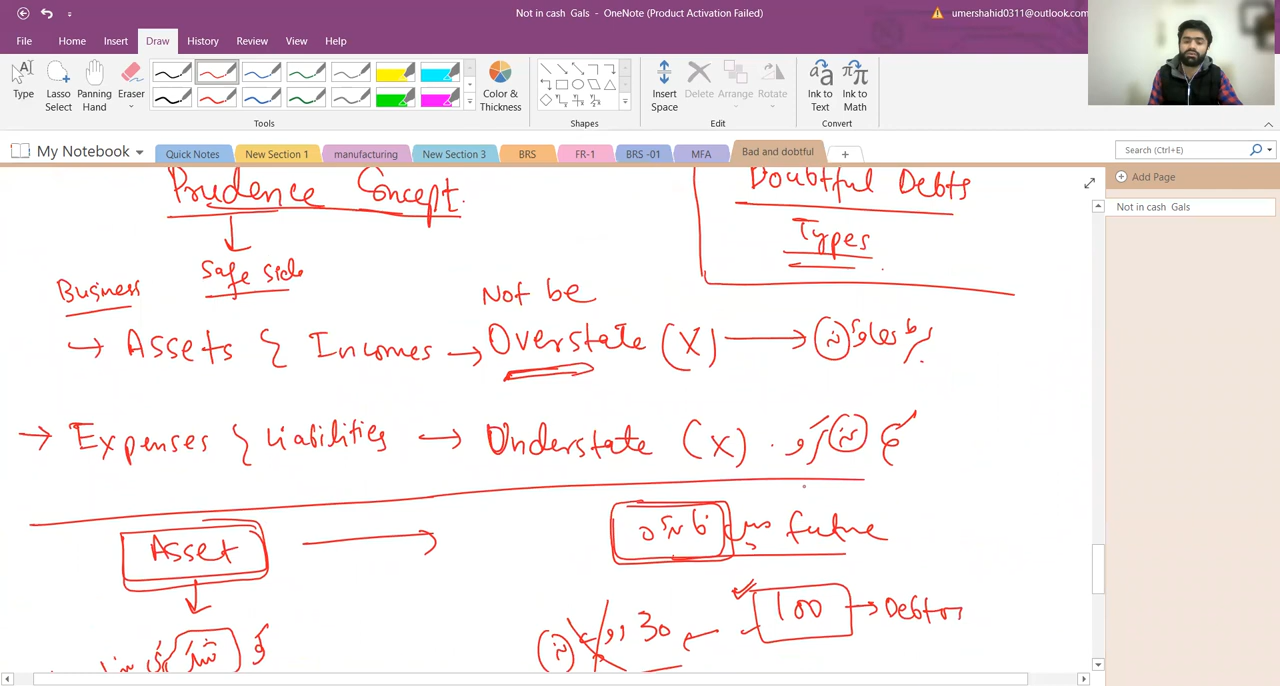 Not in cash Gals - OneNote (Product Activation Failed)
umershahid0311@outlook.com
File Home Insert Draw History Review View Help
Type
Lasso Select
Panning Hand
Eraser
Color & Thickness
Insert Space
Delete
Arrange
Rotate
Ink to Text
Ink to Math
Tools
Shapes
Edit
Convert
My Notebook
Quick Notes
New Section 1
manufacturing
New Section 3
BRS
FR-1
BRS -01
MFA
Bad and dobtful
Search (Ctrl+E)
Add Page
Not in cash Gals
Prudence Concept.
Doubtful Debts
Types
Safe side
Business
Not be
→ Assets & Incomes → Overstate (X)
→ Expenses & Liabilities → Understate (X)
Asset
future
100 → Debtors
30